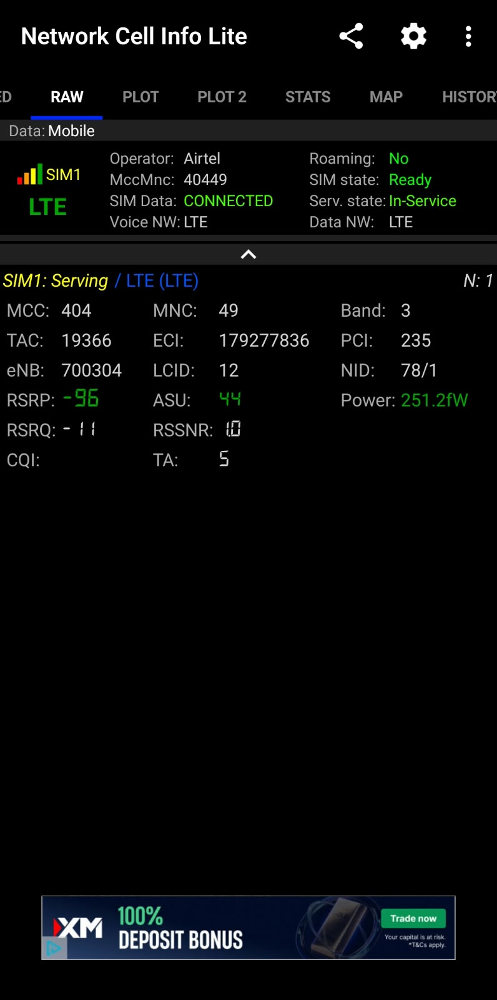 Network Cell Info Lite
ED RAW PLOT PLOT 2 STATS MAP HISTORY
Data: Mobile
SIM1
LTE
Operator: Airtel Roaming: No
MccMnc: 40449 SIM state: Ready
SIM Data: CONNECTED Serv. state: In-Service
Voice NW: LTE Data NW: LTE
SIM1: Serving / LTE (LTE) N: 1
MCC: 404 MNC: 49 Band: 3
TAC: 19366 ECI: 179277836 PCI: 235
eNB: 700304 LCID: 12 NID: 78/1
RSRP: -96 ASU: 44 Power: 251.2fW
RSRQ: -11 RSSNR: 1.0
CQI: TA: 5
XM
100%
DEPOSIT BONUS
Trade now
Your capital is at risk.
*T&Cs apply.